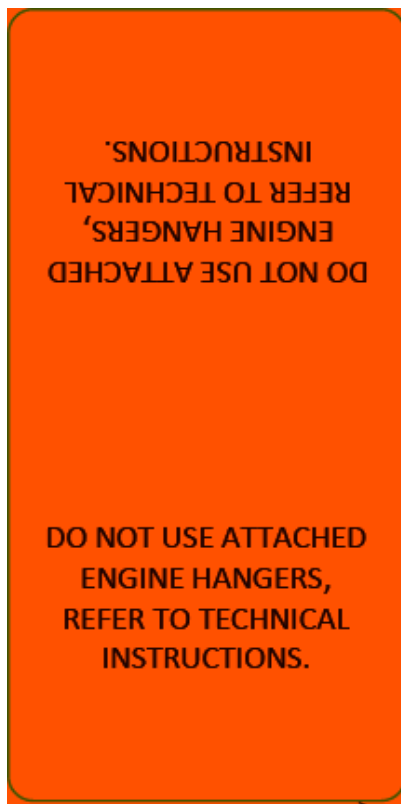 DO NOT USE ATTACHED
ENGINE HANGERS,
REFER TO TECHNICAL
INSTRUCTIONS.
DO NOT USE ATTACHED
ENGINE HANGERS,
REFER TO TECHNICAL
INSTRUCTIONS.